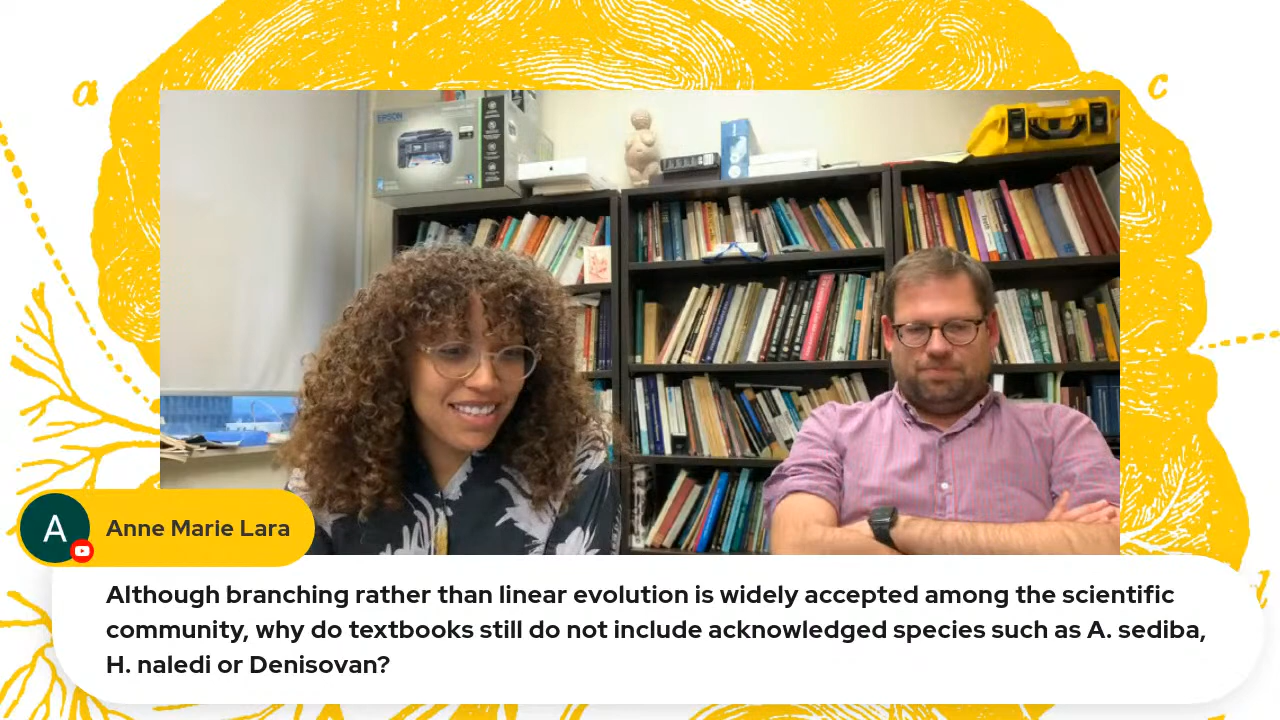 a
c
EPSON
A
Anne Marie Lara
Although branching rather than linear evolution is widely accepted among the scientific
community, why do textbooks still do not include acknowledged species such as A. sediba,
H. naledi or Denisovan?
d